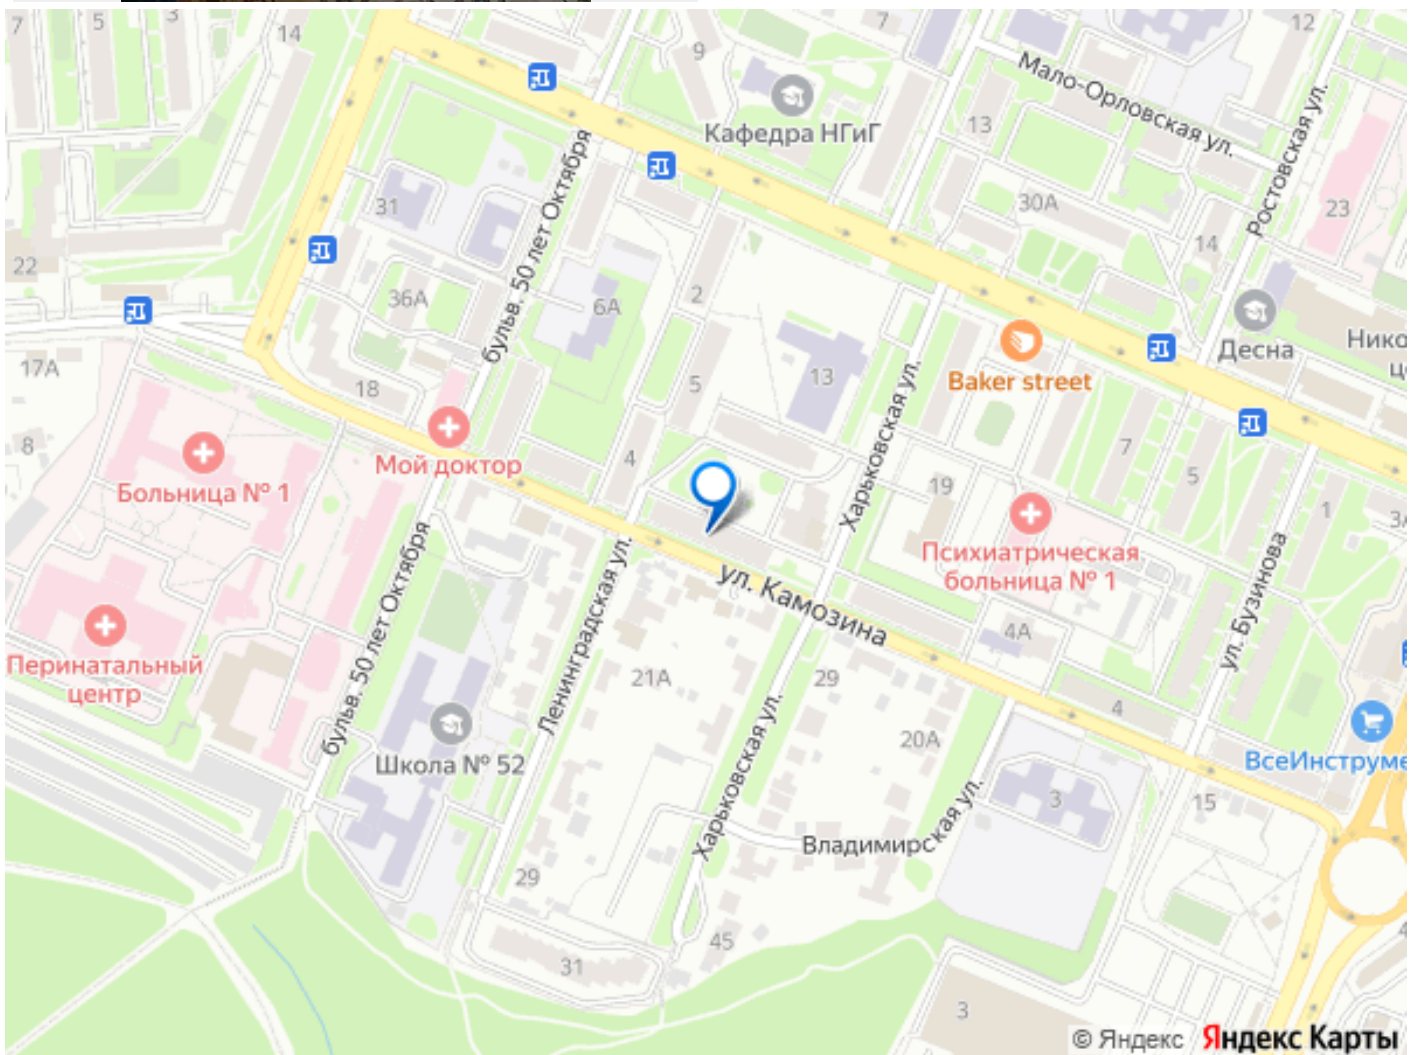 7
5
3
14
9
7
12
Мало-Орловская ул.
Кафедра НГиГ
13
Ростовская ул.
31
бульв. 50 лет Октября
30А
23
14
22
36А
6А
2
17А
18
5
13
Харьковская ул.
Baker street
Десна
Нико
ц
8
Мой доктор
4
7
5
Больница № 1
19
1
3А
Психиатрическая
больница № 1
бульв. 50 лет Октября
Ленинградская ул.
ул. Камозина
ул. Бузинова
4А
Перинатальный
центр
21А
29
4
20А
Школа № 52
Харьковская ул.
ВсеИнструме
3
15
Владимирская ул.
29
45
31
3
4
© Яндекс Яндекс Карты